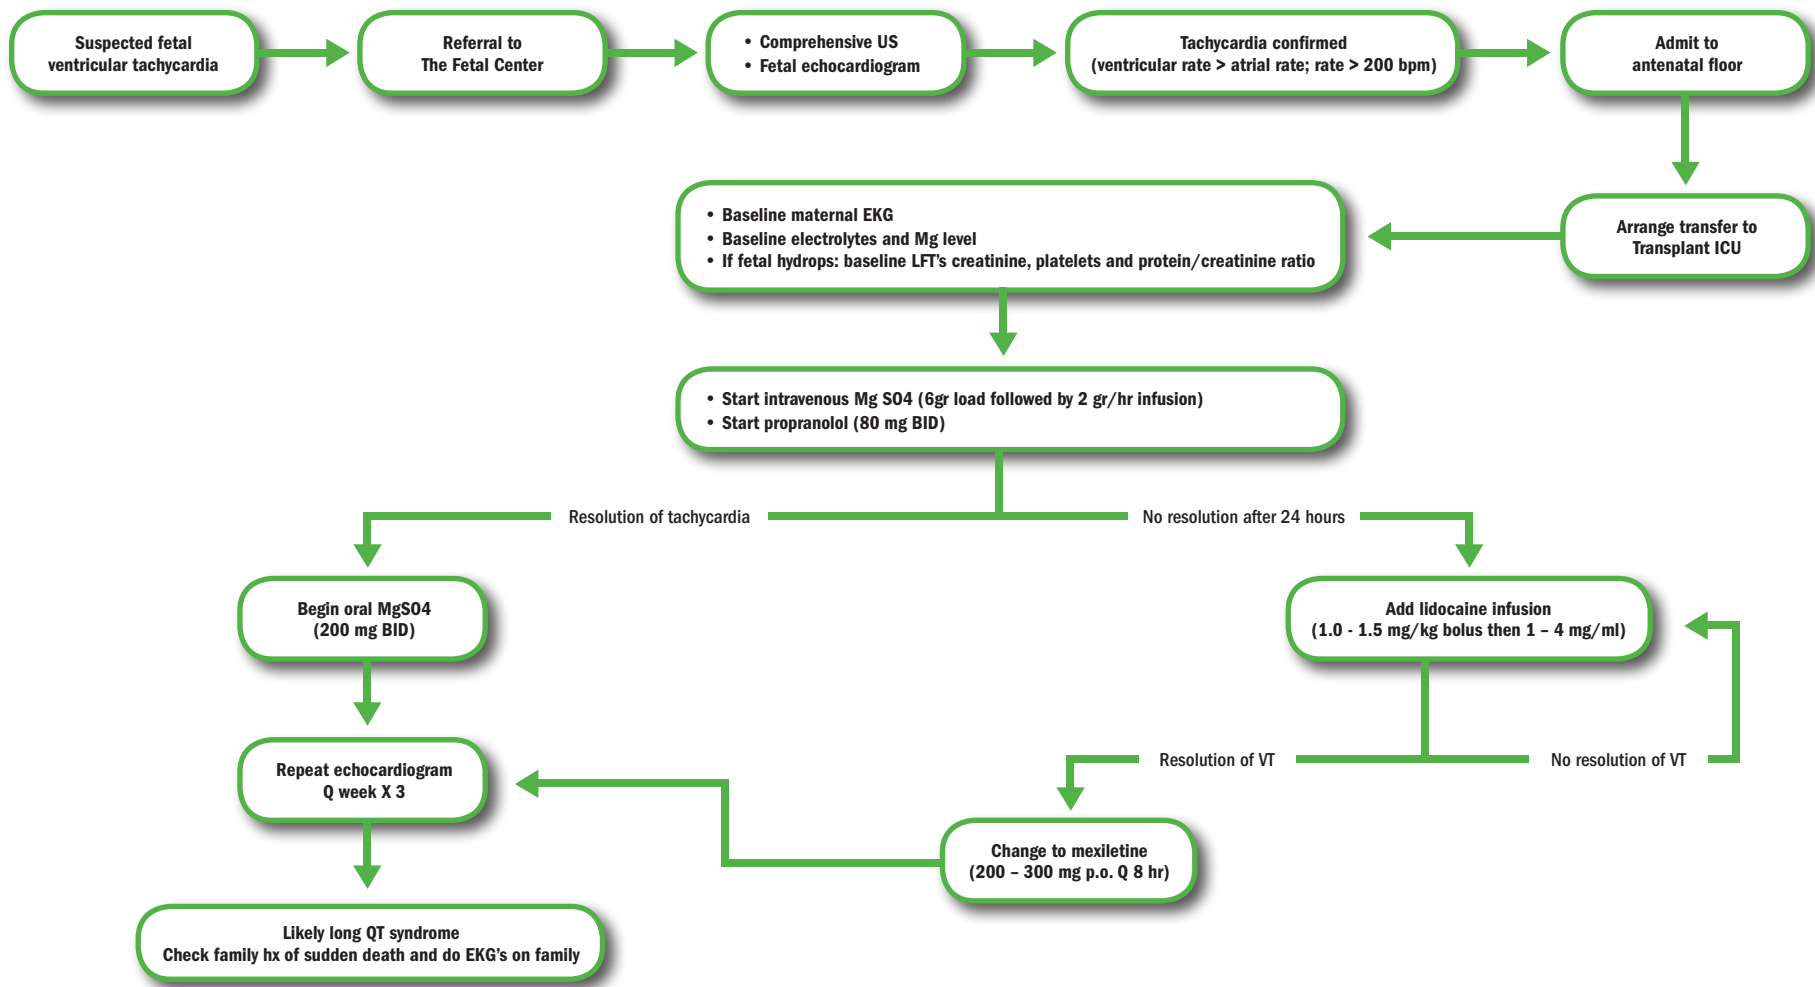 Suspected fetal
ventricular tachycardia
Referral to
The Fetal Center
• Comprehensive US
• Fetal echocardiogram
Tachycardia confirmed
(ventricular rate > atrial rate; rate > 200 bpm)
Admit to
antenatal floor
Arrange transfer to
Transplant ICU
• Baseline maternal EKG
• Baseline electrolytes and Mg level
• If fetal hydrops: baseline LFT's creatinine, platelets and protein/creatinine ratio
• Start intravenous Mg SO4 (6gr load followed by 2 gr/hr infusion)
• Start propranolol (80 mg BID)
Resolution of tachycardia
No resolution after 24 hours
Begin oral MgSO4
(200 mg BID)
Add lidocaine infusion
(1.0 - 1.5 mg/kg bolus then 1 – 4 mg/ml)
Resolution of VT
No resolution of VT
Repeat echocardiogram
Q week X 3
Change to mexiletine
(200 – 300 mg p.o. Q 8 hr)
Likely long QT syndrome
Check family hx of sudden death and do EKG's on family